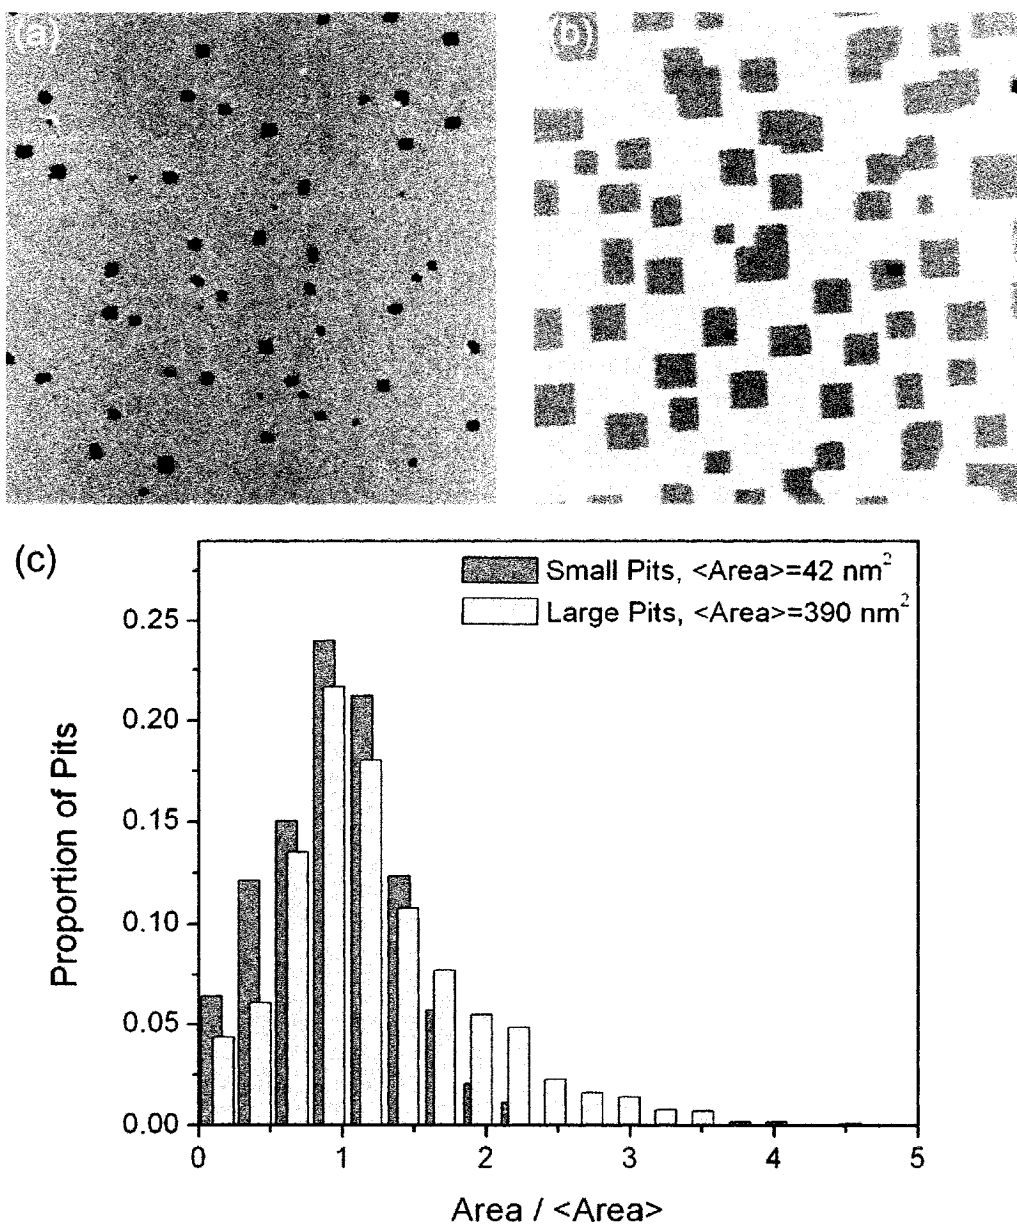 (a)
(b)
(c)
Small Pits, <Area>=42 nm²
Large Pits, <Area>=390 nm²
0.25
0.20
0.15
0.10
0.05
0.00
Proportion of Pits
0 1 2 3 4 5
Area / <Area>